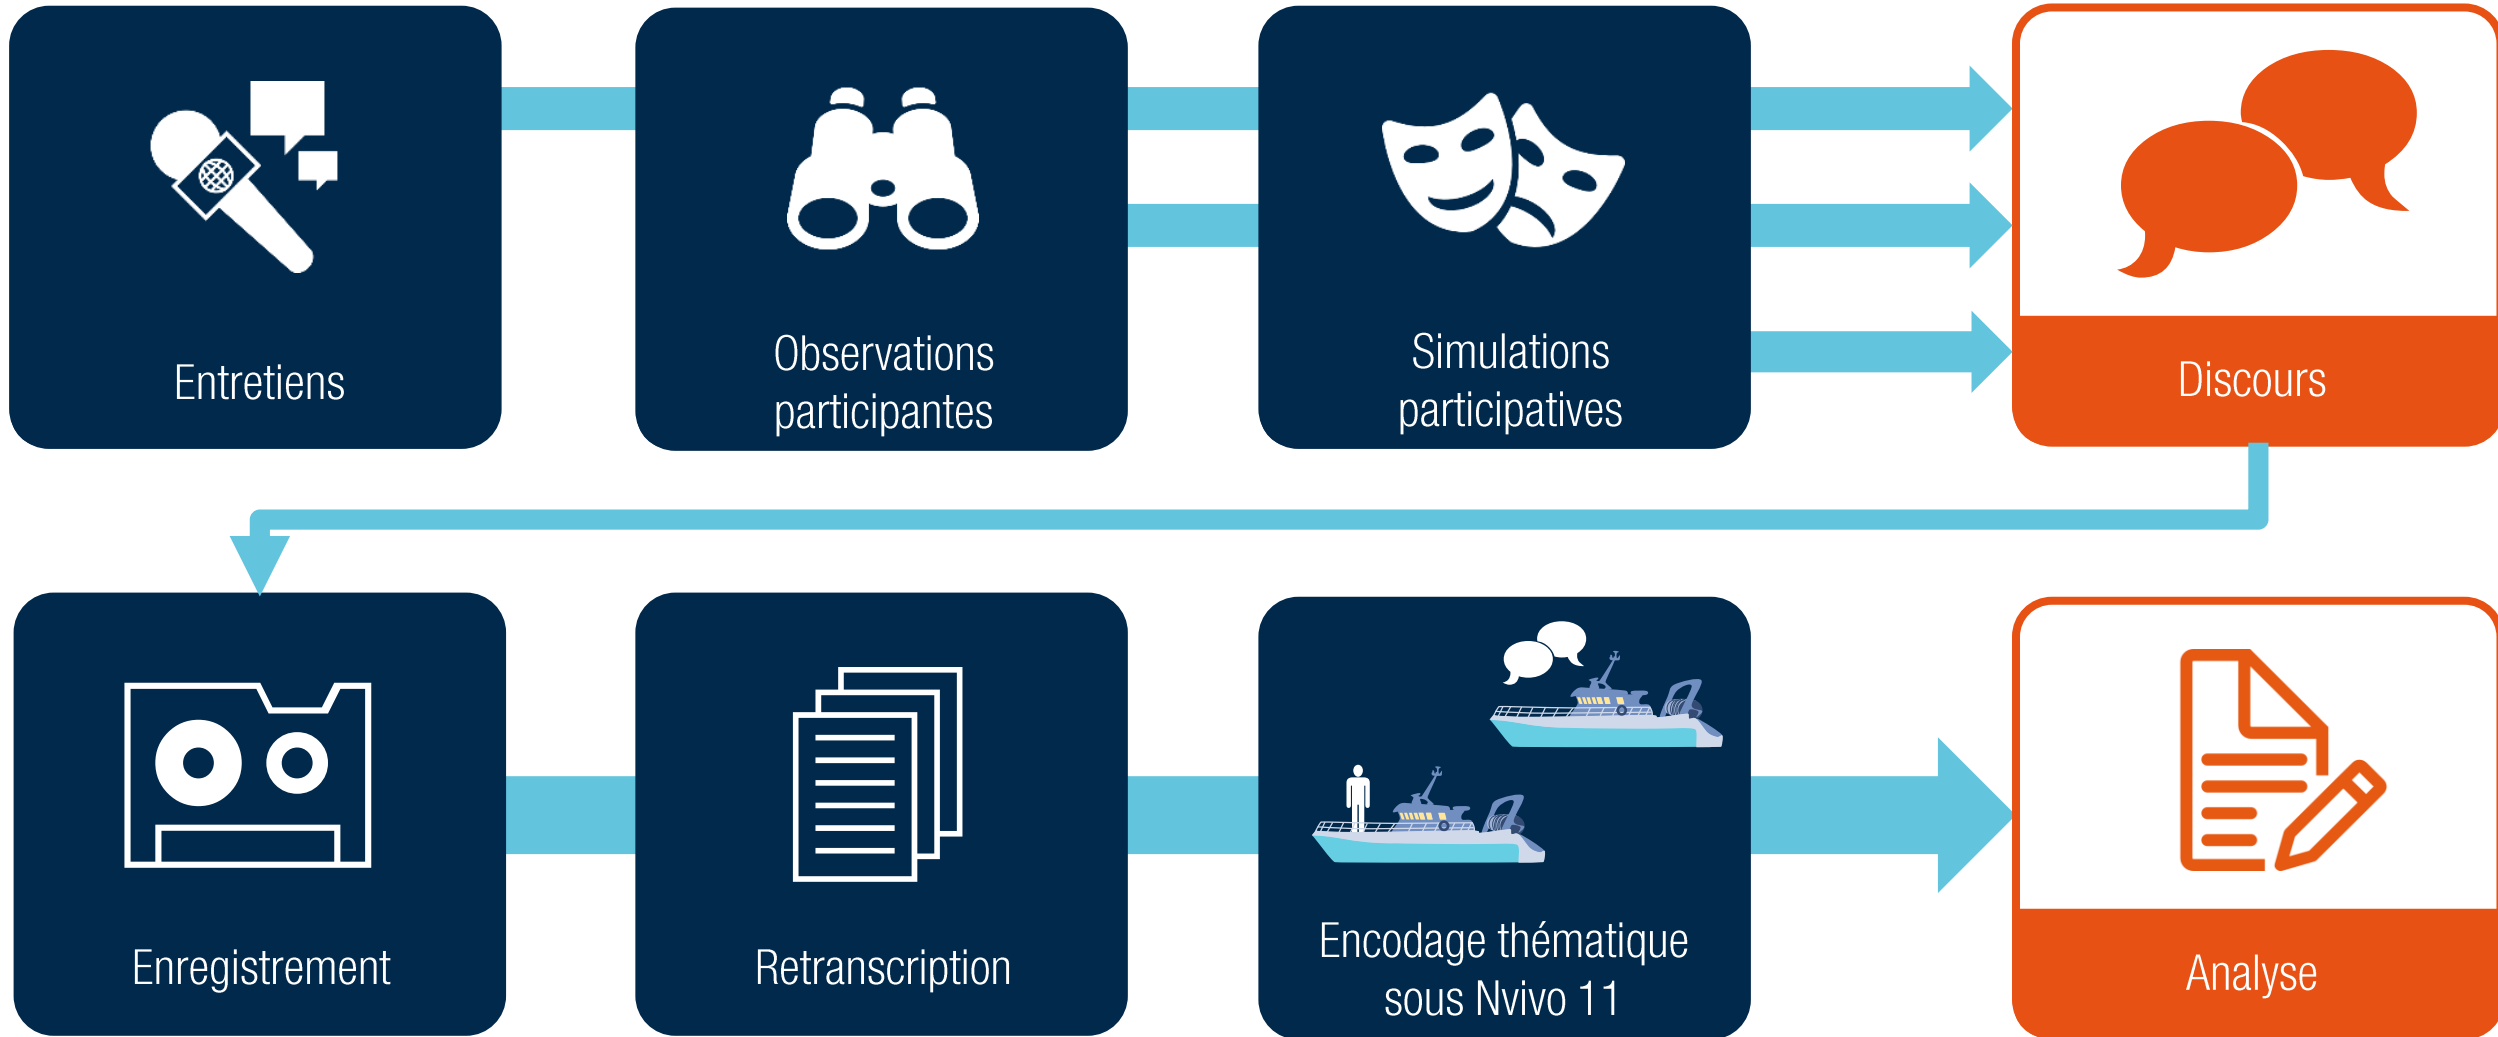 Entretiens
Observations
participantes
Simulations
participatives
Discours
Enregistrement
Retranscription
Encodage thématique
sous Nvivo 11
Analyse